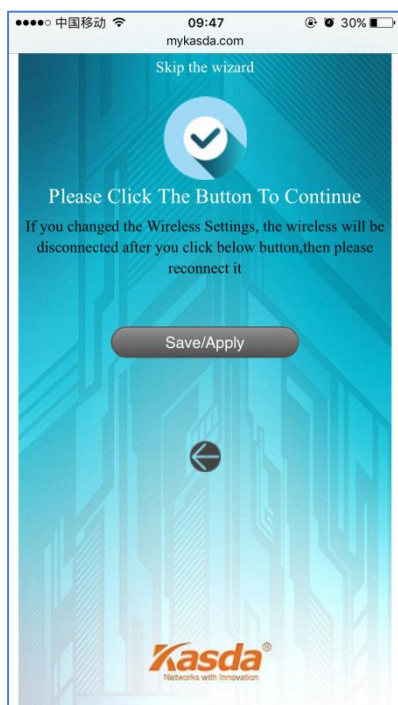 中国移动 09:47 30%
mykasda.com
Skip the wizard
Please Click The Button To Continue
If you changed the Wireless Settings, the wireless will be
disconnected after you click below button,then please
reconnect it
Save/Apply
Kasda®
Networks with Innovation